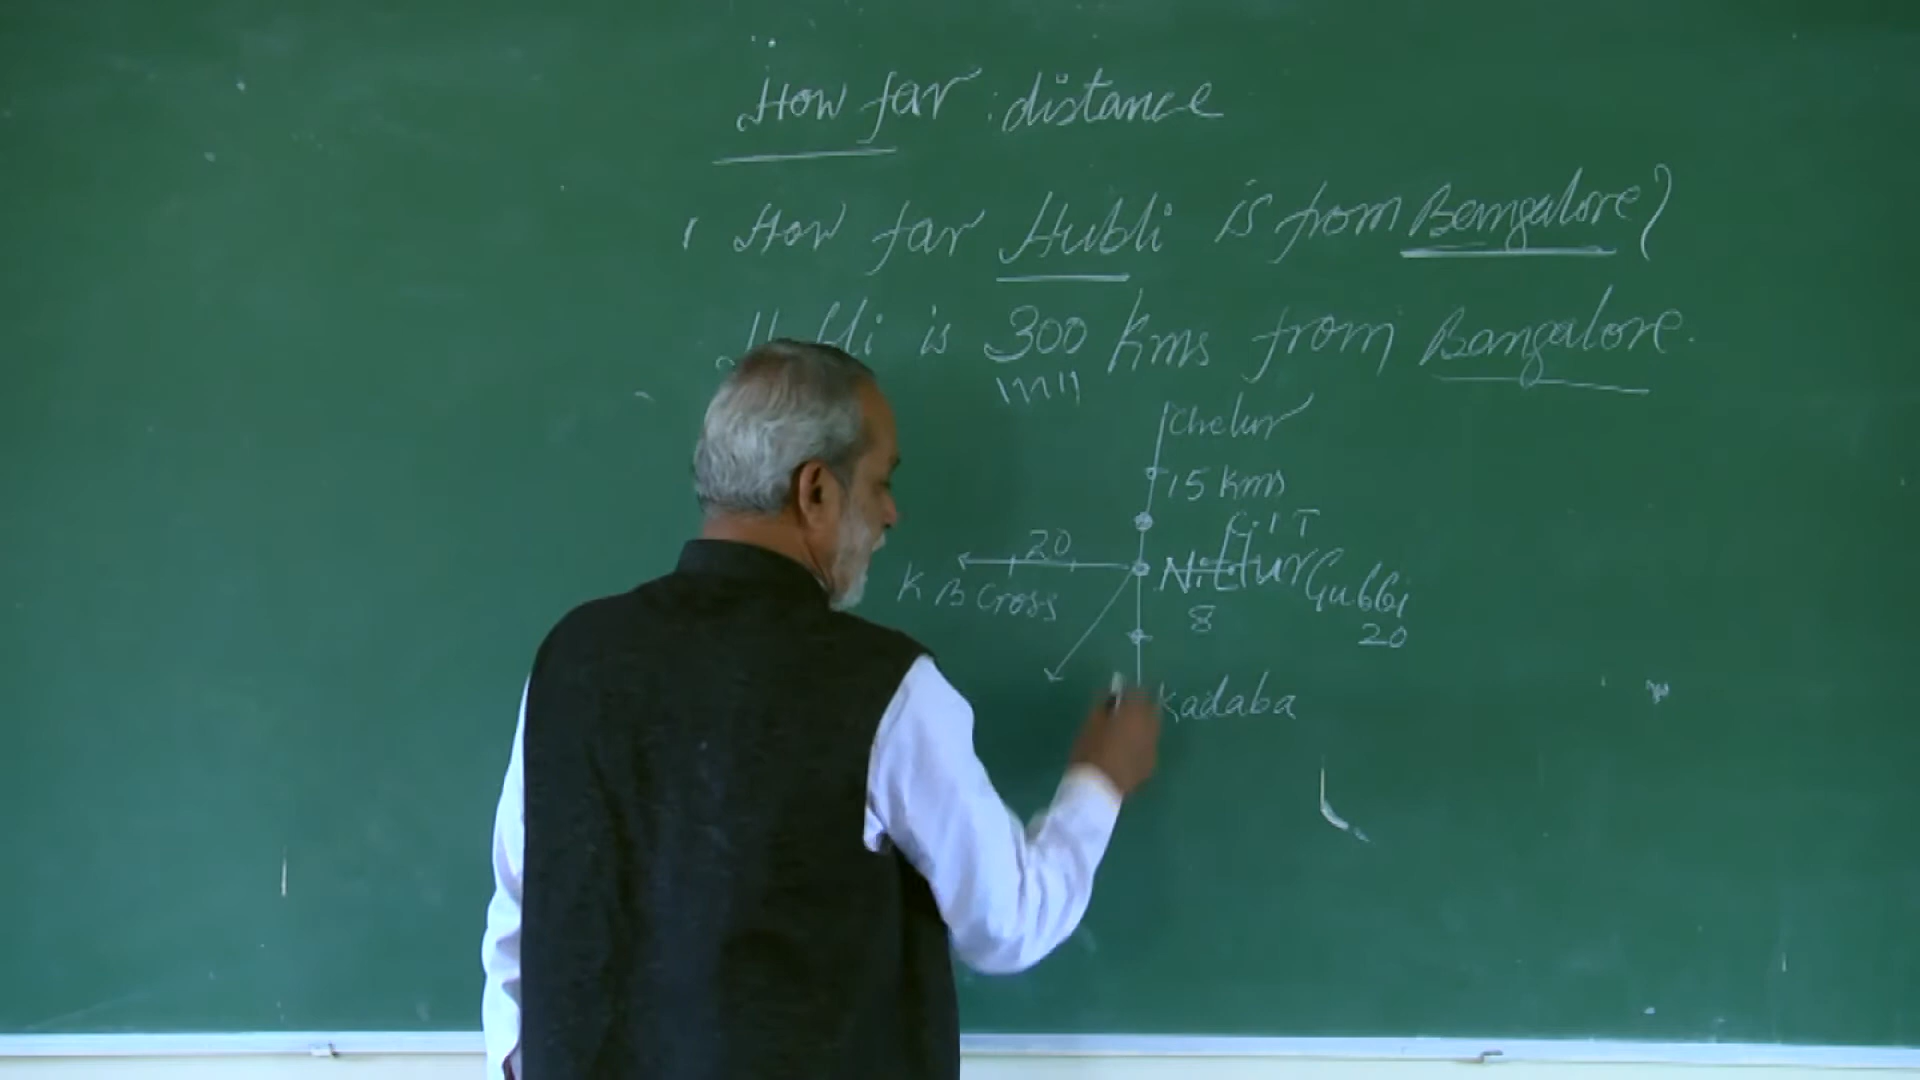 How far : distance
1 How far Hubli is from Bangalore?
Hubli is 300 kms from Bangalore.
Chelur
15 kms
C.I.T
20
Nittur Gubbi
K B Cross
8
20
Kadaba